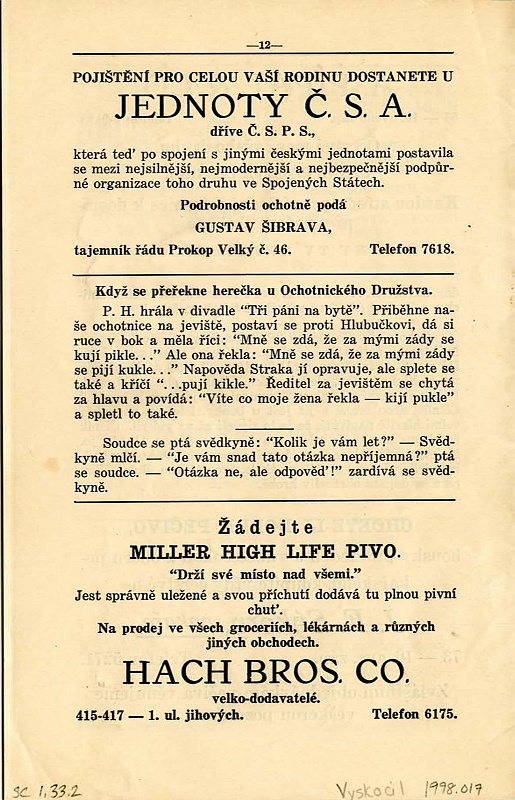 —12—
POJIŠTĚNÍ PRO CELOU VAŠÍ RODINU DOSTANETE U
JEDNOTY Č. S. A.
dříve Č. S. P. S.,
která teď po spojení s jinými českými jednotami postavila
se mezi nejsilnější, nejmodernější a nejbezpečnější podpůr-
né organizace toho druhu ve Spojených Státech.
Podrobnosti ochotně podá
GUSTAV ŠIBRAVA,
tajemník řádu Prokop Velký č. 46. Telefon 7618.
Když se přeřekne herečka u Ochotnického Družstva.
P. H. hrála v divadle “Tři páni na bytě”. Přiběhne na-
še ochotnice na jeviště, postaví se proti Hlubučkovi, dá si
ruce v bok a měla říci: “Mně se zdá, že za mými zády se
kují pikle...” Ale ona řekla: “Mně se zdá, že za mými zády
se pijí kukle...” Napověda Straka jí opravuje, ale splete se
také a kříčí “...pují kikle.” Ředitel za jevištěm se chytá
za hlavu a povídá: “Víte co moje žena řekla — kijí pukle”
a spletl to také.
Soudce se ptá svědkyně: “Kolik je vám let?” — Svěd-
kyně mlčí. — “Je vám snad tato otázka nepříjemná?” ptá
se soudce. — “Otázka ne, ale odpověď!” zardívá se svěd-
kyně.
Žádejte
MILLER HIGH LIFE PIVO.
“Drží své místo nad všemi.”
Jest správně uležené a svou příchutí dodává tu plnou pivní
chuť.
Na prodej ve všech groceriích, lékárnách a různých
jiných obchodech.
HACH BROS. CO.
velko-dodavatelé.
415-417 — 1. ul. jihových. Telefon 6175.
SC 1.33.2 Vyskočil 1998.017